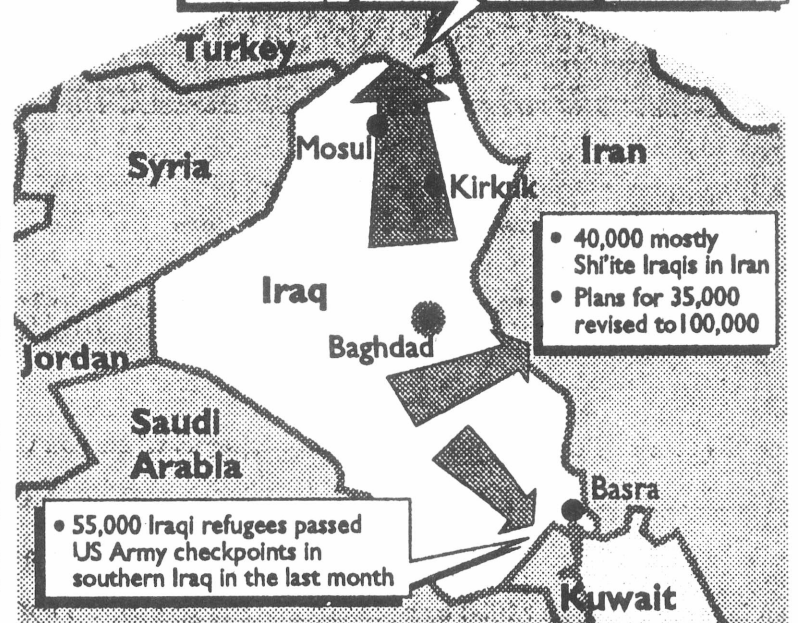 Turkey
Syria
Mosul
Iran
Kirkuk
• 40,000 mostly
Shi'ite Iraqis in Iran
• Plans for 35,000
revised to 100,000
Iraq
Baghdad
Jordan
Saudi
Arabia
Basra
• 55,000 Iraqi refugees passed
US Army checkpoints in
southern Iraq in the last month
Kuwait